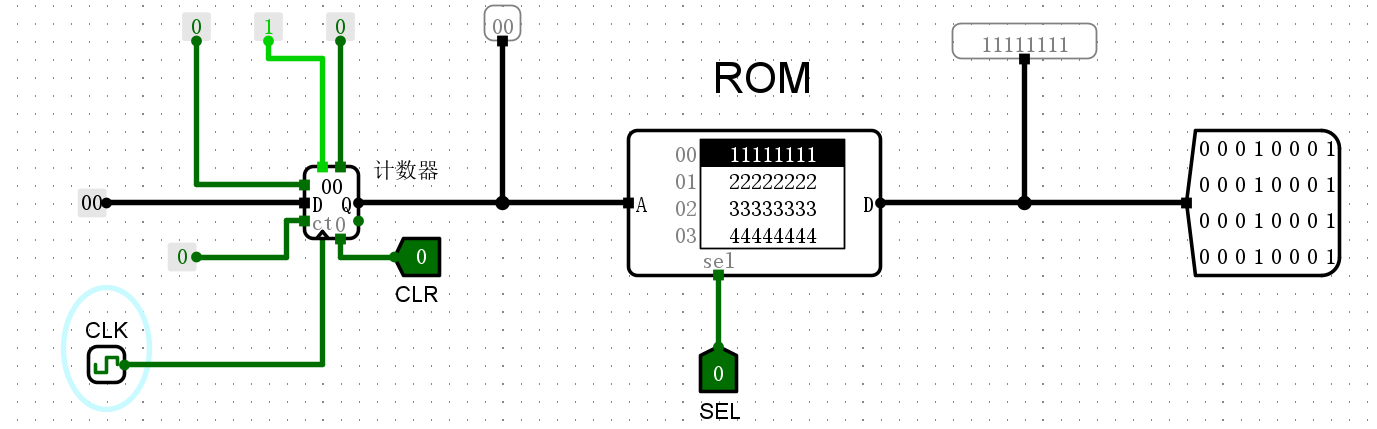 0 1 0
00
11111111
ROM
计数器
00
D Q
ct0
00
0
0
CLR
CLK
A
00 11111111
01 22222222
02 33333333
03 44444444
D
sel
0
SEL
0 0 0 1 0 0 0 1
0 0 0 1 0 0 0 1
0 0 0 1 0 0 0 1
0 0 0 1 0 0 0 1